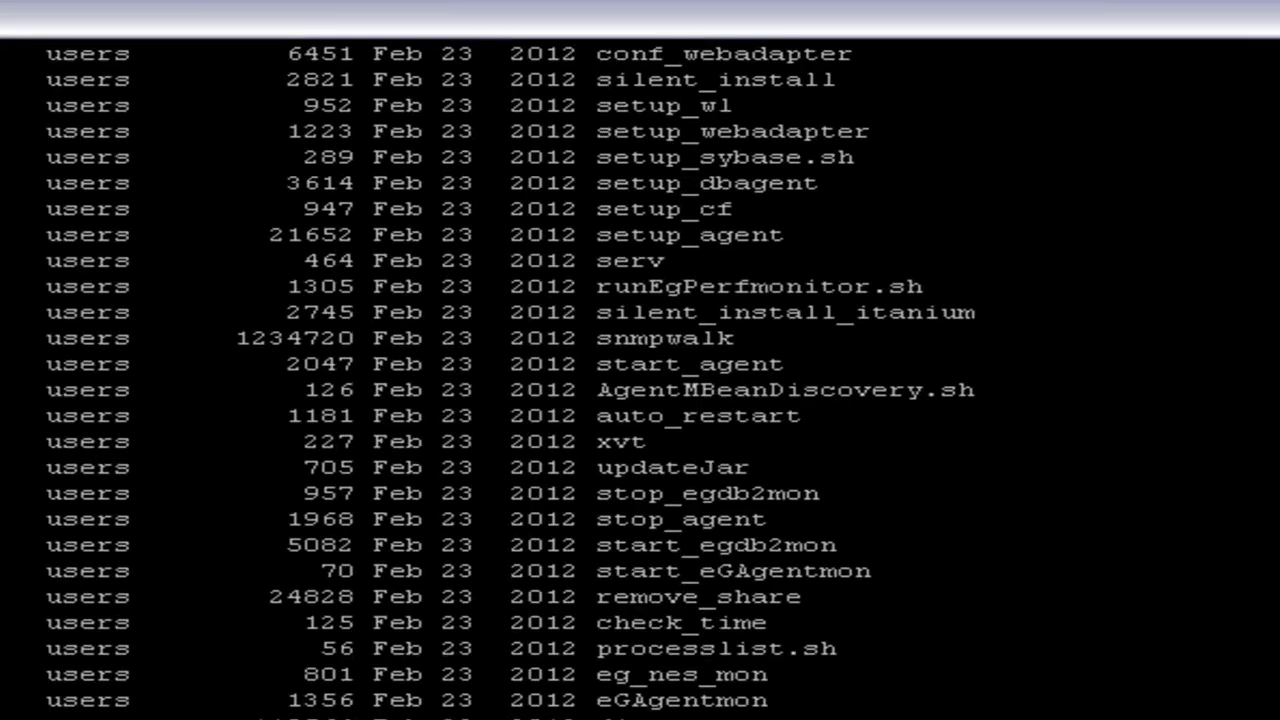 users 6451 Feb 23 2012 conf_webadapter
users 2821 Feb 23 2012 silent_install
users 952 Feb 23 2012 setup_wl
users 1223 Feb 23 2012 setup_webadapter
users 289 Feb 23 2012 setup_sybase.sh
users 3614 Feb 23 2012 setup_dbagent
users 947 Feb 23 2012 setup_cf
users 21652 Feb 23 2012 setup_agent
users 464 Feb 23 2012 serv
users 1305 Feb 23 2012 runEgPerfmonitor.sh
users 2745 Feb 23 2012 silent_install_itanium
users 1234720 Feb 23 2012 snmpwalk
users 2047 Feb 23 2012 start_agent
users 126 Feb 23 2012 AgentMBeanDiscovery.sh
users 1181 Feb 23 2012 auto_restart
users 227 Feb 23 2012 xvt
users 705 Feb 23 2012 updateJar
users 957 Feb 23 2012 stop_egdb2mon
users 1968 Feb 23 2012 stop_agent
users 5082 Feb 23 2012 start_egdb2mon
users 70 Feb 23 2012 start_eGAgentmon
users 24828 Feb 23 2012 remove_share
users 125 Feb 23 2012 check_time
users 56 Feb 23 2012 processlist.sh
users 801 Feb 23 2012 eg_nes_mon
users 1356 Feb 23 2012 eGAgentmon